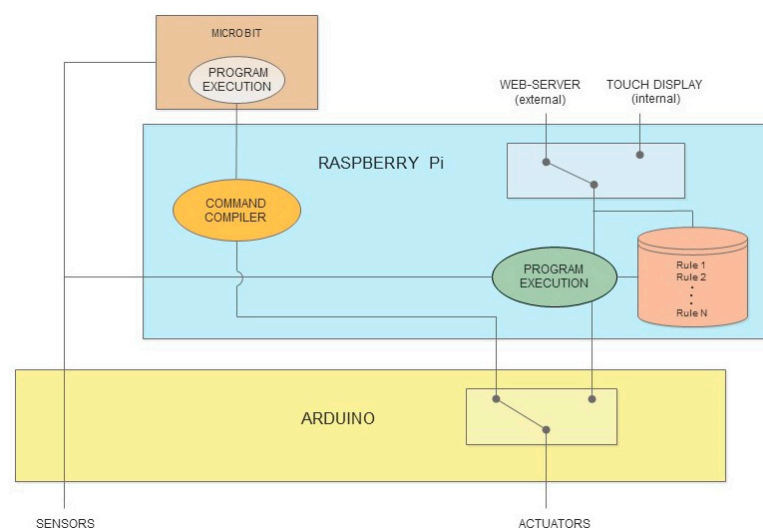 MICROBIT
PROGRAM
EXECUTION
WEB-SERVER
(external)
TOUCH DISPLAY
(internal)
RASPBERRY Pi
COMMAND
COMPILER
PROGRAM
EXECUTION
Rule 1
Rule 2
Rule N
ARDUINO
SENSORS
ACTUATORS